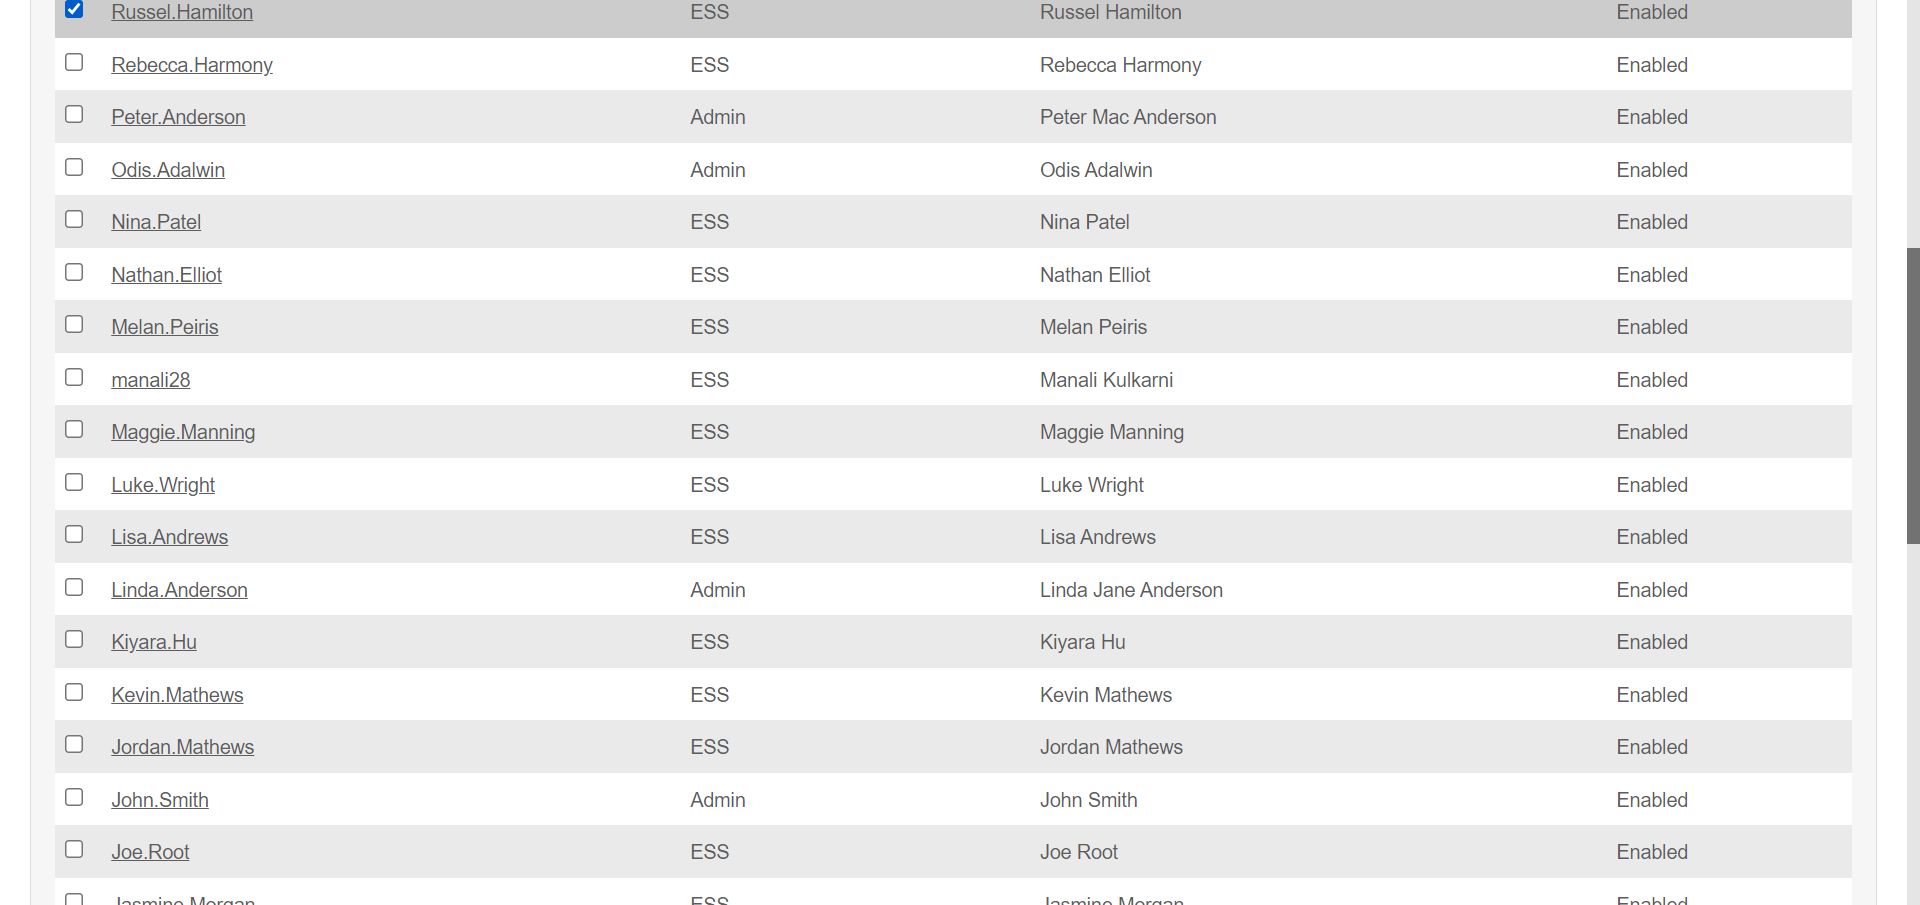 Russel.Hamilton ESS Russel Hamilton Enabled
Rebecca.Harmony ESS Rebecca Harmony Enabled
Peter.Anderson Admin Peter Mac Anderson Enabled
Odis.Adalwin Admin Odis Adalwin Enabled
Nina.Patel ESS Nina Patel Enabled
Nathan.Elliot ESS Nathan Elliot Enabled
Melan.Peiris ESS Melan Peiris Enabled
manali28 ESS Manali Kulkarni Enabled
Maggie.Manning ESS Maggie Manning Enabled
Luke.Wright ESS Luke Wright Enabled
Lisa.Andrews ESS Lisa Andrews Enabled
Linda.Anderson Admin Linda Jane Anderson Enabled
Kiyara.Hu ESS Kiyara Hu Enabled
Kevin.Mathews ESS Kevin Mathews Enabled
Jordan.Mathews ESS Jordan Mathews Enabled
John.Smith Admin John Smith Enabled
Joe.Root ESS Joe Root Enabled
Jasmine.Morgan ESS Jasmine Morgan Enabled